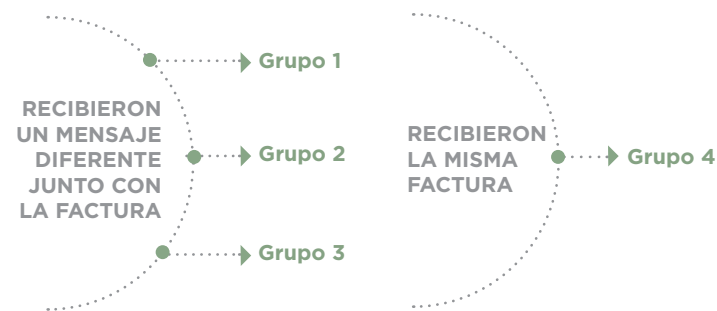 RECIBIERON
UN MENSAJE
DIFERENTE
JUNTO CON
LA FACTURA
Grupo 1
Grupo 2
Grupo 3
RECIBIERON
LA MISMA
FACTURA
Grupo 4